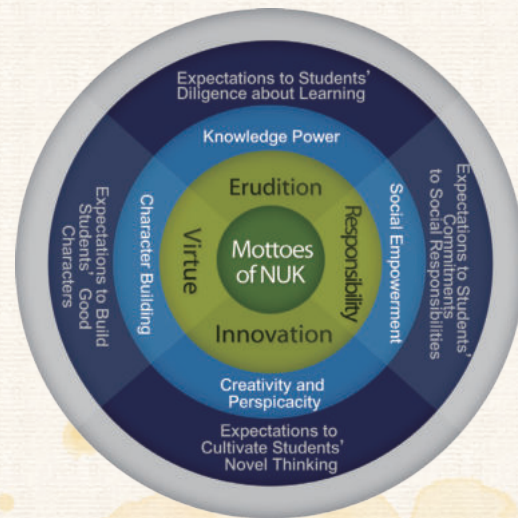 Expectations to Students'
Diligence about Learning
Knowledge Power
Erudition
Expectations to Build
Students' Good
Characters
Character Building
Virtue
Mottoes
of NUK
Responsibility
Social Empowerment
Expectations to Students'
Commitments
to Social Responsibilities
Innovation
Creativity and
Perspicacity
Expectations to
Cultivate Students'
Novel Thinking